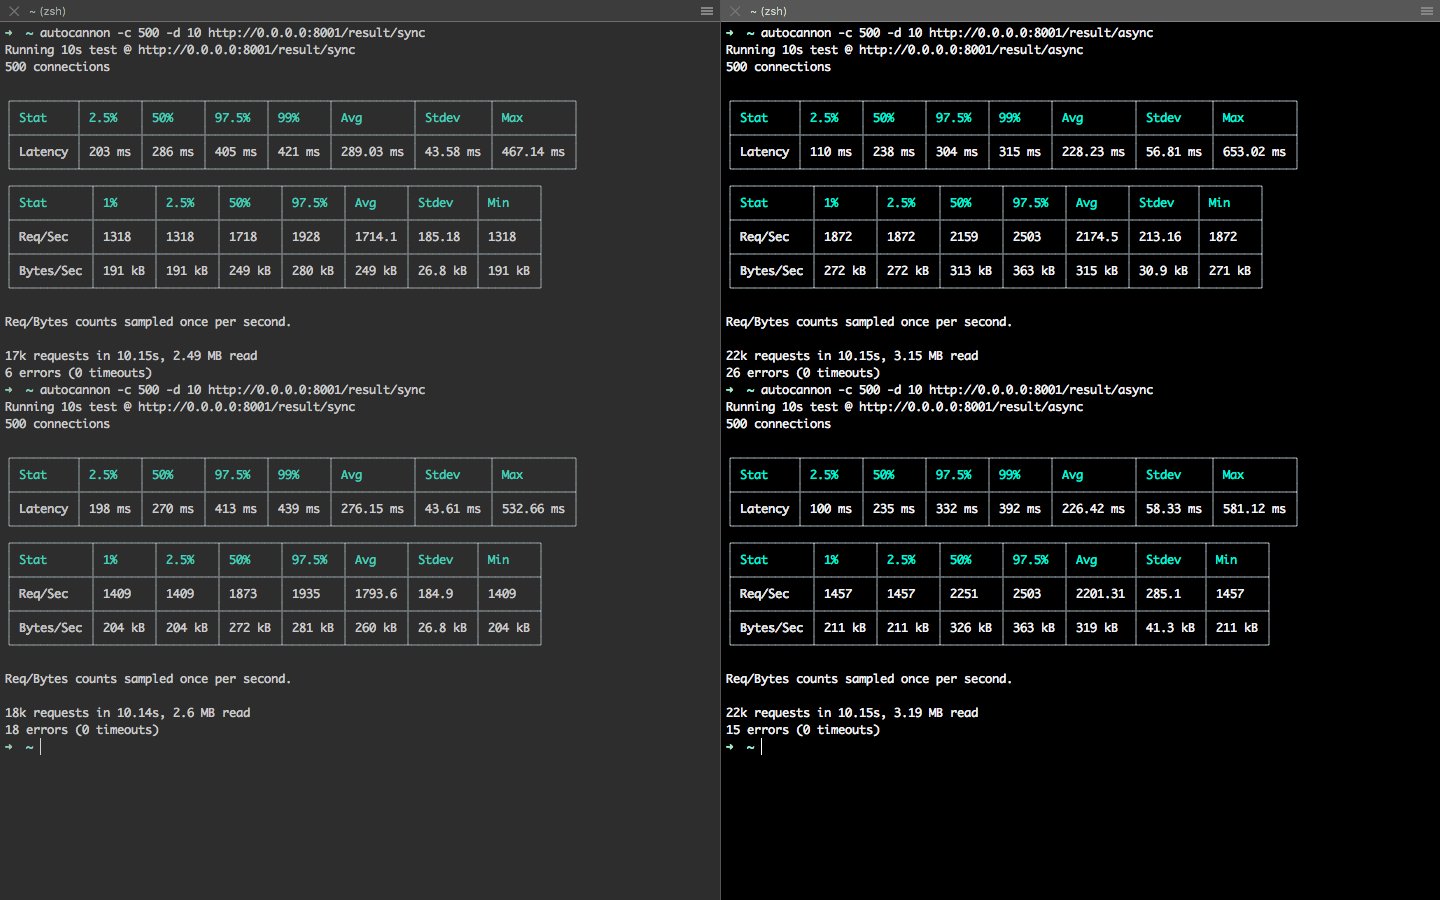 ~ (zsh)
➜ ~ autocannon -c 500 -d 10 http://0.0.0.0:8001/result/sync
Running 10s test @ http://0.0.0.0:8001/result/sync
500 connections
Stat 2.5% 50% 97.5% 99% Avg Stdev Max
Latency 203 ms 286 ms 405 ms 421 ms 289.03 ms 43.58 ms 467.14 ms
Stat 1% 2.5% 50% 97.5% Avg Stdev Min
Req/Sec 1318 1318 1718 1928 1714.1 185.18 1318
Bytes/Sec 191 kB 191 kB 249 kB 280 kB 249 kB 26.8 kB 191 kB
Req/Bytes counts sampled once per second.
17k requests in 10.15s, 2.49 MB read
6 errors (0 timeouts)
➜ ~ autocannon -c 500 -d 10 http://0.0.0.0:8001/result/sync
Running 10s test @ http://0.0.0.0:8001/result/sync
500 connections
Stat 2.5% 50% 97.5% 99% Avg Stdev Max
Latency 198 ms 270 ms 413 ms 439 ms 276.15 ms 43.61 ms 532.66 ms
Stat 1% 2.5% 50% 97.5% Avg Stdev Min
Req/Sec 1409 1409 1873 1935 1793.6 184.9 1409
Bytes/Sec 204 kB 204 kB 272 kB 281 kB 260 kB 26.8 kB 204 kB
Req/Bytes counts sampled once per second.
18k requests in 10.14s, 2.6 MB read
18 errors (0 timeouts)
➜ ~
~ (zsh)
➜ ~ autocannon -c 500 -d 10 http://0.0.0.0:8001/result/async
Running 10s test @ http://0.0.0.0:8001/result/async
500 connections
Stat 2.5% 50% 97.5% 99% Avg Stdev Max
Latency 110 ms 238 ms 304 ms 315 ms 228.23 ms 56.81 ms 653.02 ms
Stat 1% 2.5% 50% 97.5% Avg Stdev Min
Req/Sec 1872 1872 2159 2503 2174.5 213.16 1872
Bytes/Sec 272 kB 272 kB 313 kB 363 kB 315 kB 30.9 kB 271 kB
Req/Bytes counts sampled once per second.
22k requests in 10.15s, 3.15 MB read
26 errors (0 timeouts)
➜ ~ autocannon -c 500 -d 10 http://0.0.0.0:8001/result/async
Running 10s test @ http://0.0.0.0:8001/result/async
500 connections
Stat 2.5% 50% 97.5% 99% Avg Stdev Max
Latency 100 ms 235 ms 332 ms 392 ms 226.42 ms 58.33 ms 581.12 ms
Stat 1% 2.5% 50% 97.5% Avg Stdev Min
Req/Sec 1457 1457 2251 2503 2201.31 285.1 1457
Bytes/Sec 211 kB 211 kB 326 kB 363 kB 319 kB 41.3 kB 211 kB
Req/Bytes counts sampled once per second.
22k requests in 10.15s, 3.19 MB read
15 errors (0 timeouts)
➜ ~